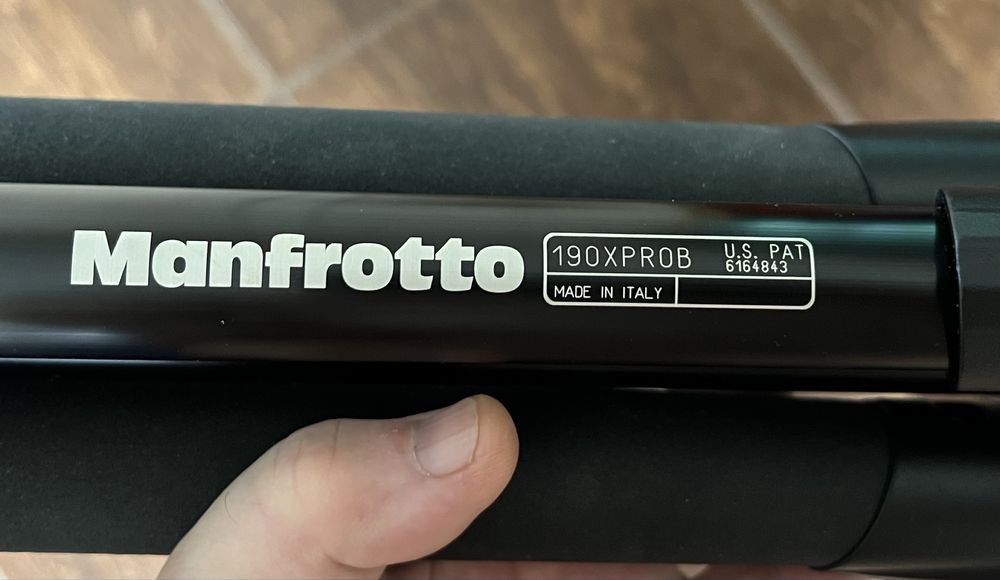 Manfrotto
190XPROB
U.S. PAT
6164843
MADE IN ITALY